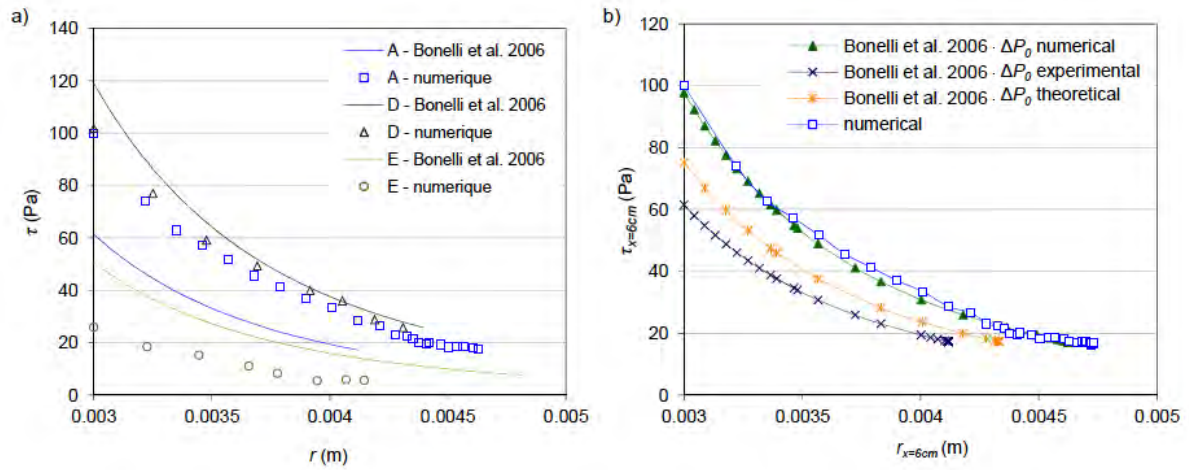 a)
140
120
100
80
60
40
20
0
τ (Pa)
0.003
0.0035
0.004
0.0045
0.005
r (m)
A - Bonelli et al. 2006
A - numerique
D - Bonelli et al. 2006
D - numerique
E - Bonelli et al. 2006
E - numerique
b)
120
100
80
60
40
20
0
τx=6cm (Pa)
0.003
0.0035
0.004
0.0045
0.005
rx=6cm (m)
Bonelli et al. 2006 - ΔP0 numerical
Bonelli et al. 2006 - ΔP0 experimental
Bonelli et al. 2006 - ΔP0 theoretical
numerical